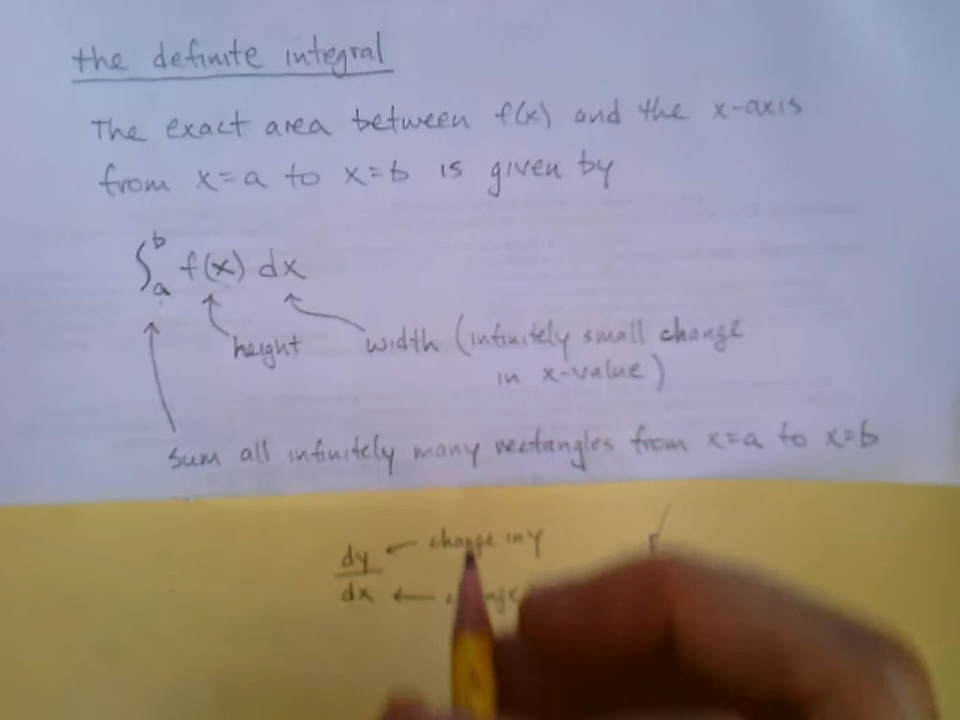 the definite integral
The exact area between f(x) and the x-axis
from x=a to x=b is given by
∫ₐᵇ f(x) dx
height
width (infinitely small change
in x-value)
sum all infinitely many rectangles from x=a to x=b
dy ← change in y
dx ←